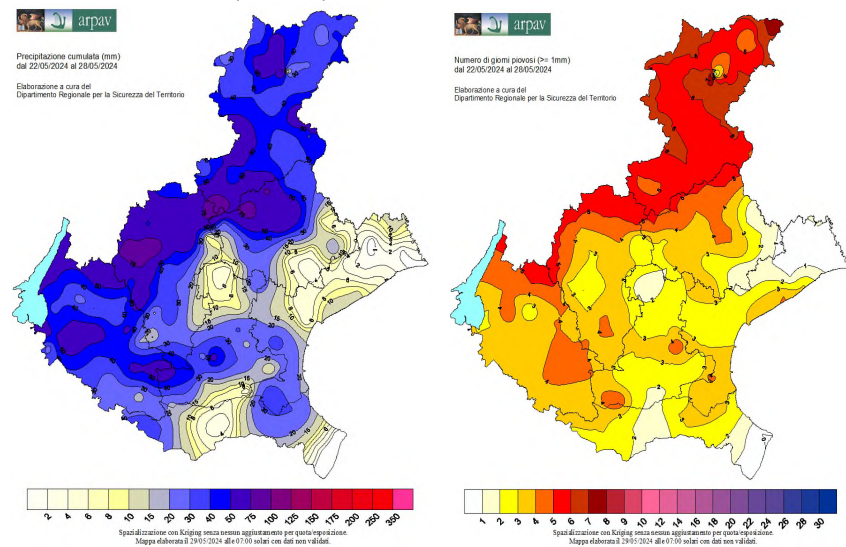 arpav
Precipitazione cumulata (mm)
dal 22/05/2024 al 28/05/2024
Elaborazione a cura del
Dipartimento Regionale per la Sicurezza del Territorio
2 4 6 8 10 15 20 30 40 50 75 100 125 150 170 200 250 350
Spazializzazione con Kriging senza nessun aggiustamento per quota/esposizione.
Mappa elaborata il 29/05/2024 alle 07:00 solari con dati non validati.
arpav
Numero di giorni piovosi (>= 1mm)
dal 22/05/2024 al 28/05/2024
Elaborazione a cura del
Dipartimento Regionale per la Sicurezza del Territorio
1 2 3 4 5 6 7 8 9 10 12 14 16 18 20 22 24 28 30
Spazializzazione con Kriging senza nessun aggiustamento per quota/esposizione.
Mappa elaborata il 29/05/2024 alle 07:00 solari con dati non validati.